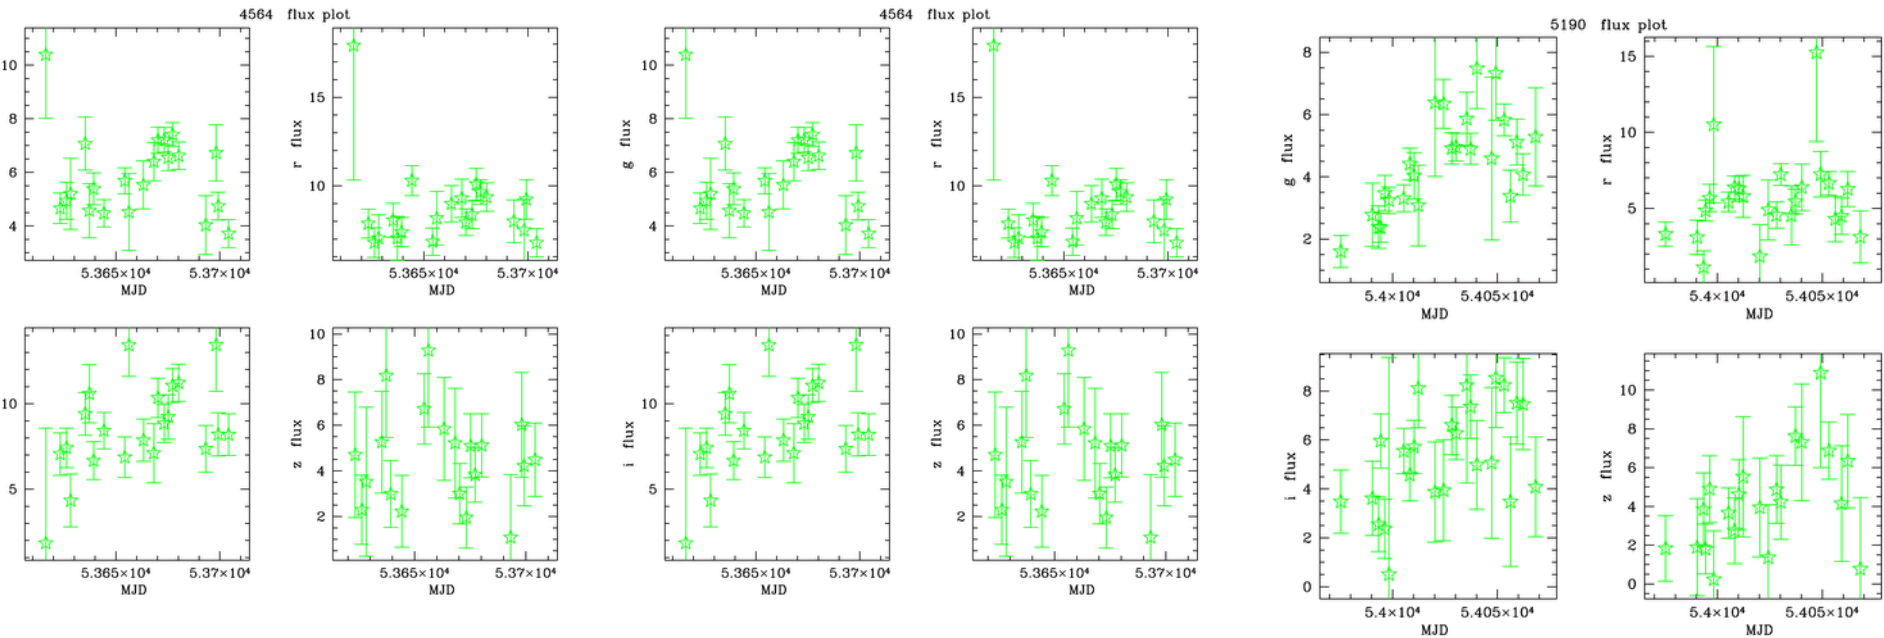 4564 flux plot
10
8
6
4
5.365×10⁴ 5.37×10⁴
MJD
r flux
15
10
5.365×10⁴ 5.37×10⁴
MJD
10
5
5.365×10⁴ 5.37×10⁴
MJD
z flux
10
8
6
4
2
5.365×10⁴ 5.37×10⁴
MJD
4564 flux plot
g flux
10
8
6
4
5.365×10⁴ 5.37×10⁴
MJD
r flux
15
10
5.365×10⁴ 5.37×10⁴
MJD
i flux
10
5
5.365×10⁴ 5.37×10⁴
MJD
z flux
10
8
6
4
2
5.365×10⁴ 5.37×10⁴
MJD
5190 flux plot
g flux
8
6
4
2
5.4×10⁴ 5.405×10⁴
MJD
r flux
15
10
5
5.4×10⁴ 5.405×10⁴
MJD
i flux
8
6
4
2
0
5.4×10⁴ 5.405×10⁴
MJD
z flux
10
8
6
4
2
0
5.4×10⁴ 5.405×10⁴
MJD